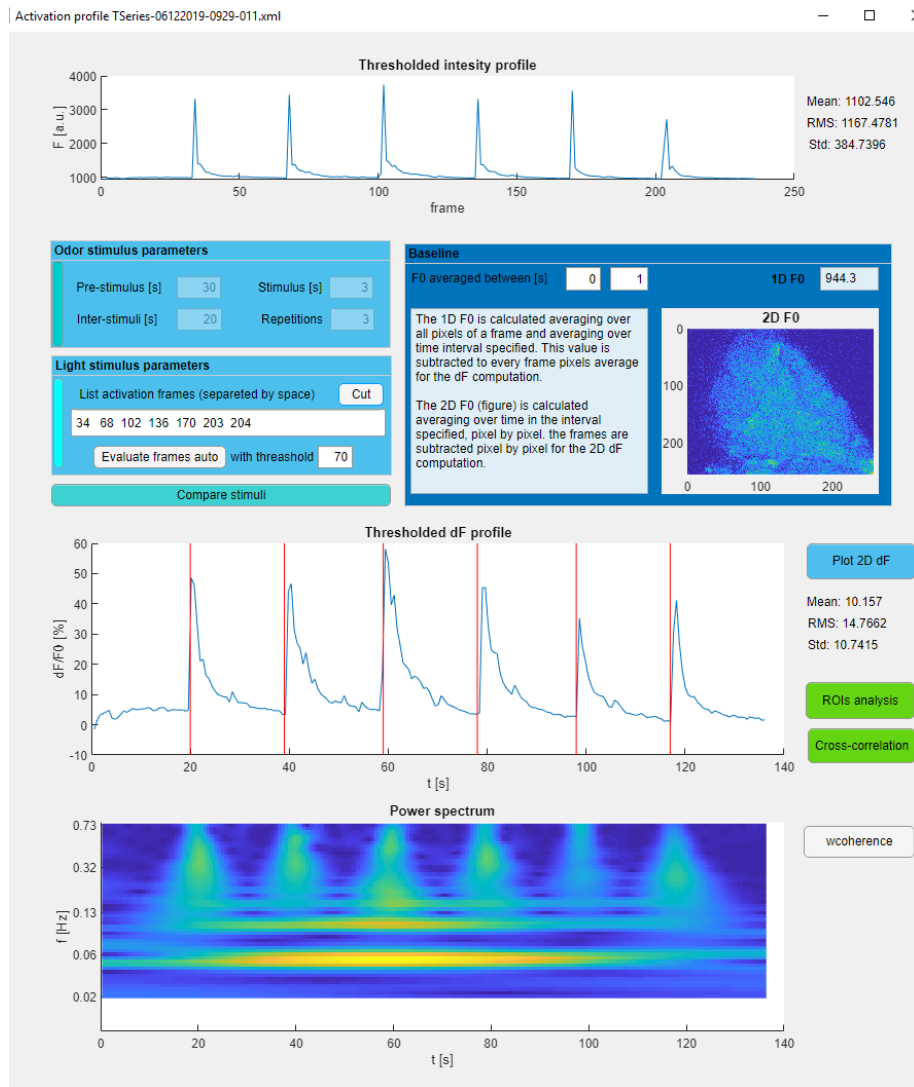 Activation profile TSeries-06122019-0929-011.xml
Thresholded intesity profile
4000
3000
2000
1000
F [a.u.]
0
50
100
150
200
250
frame
Mean: 1102.546
RMS: 1167.4781
Std: 384.7396
Odor stimulus parameters
Pre-stimulus [s] 30 Stimulus [s] 3
Inter-stimuli [s] 20 Repetitions 3
Light stimulus parameters
List activation frames (separeted by space) Cut
34 68 102 136 170 203 204
Evaluate frames auto with threashold 70
Compare stimuli
Baseline
F0 averaged between [s] 0 1 1D F0 944.3
The 1D F0 is calculated averaging over
all pixels of a frame and averaging over
time interval specified. This value is
subtracted to every frame pixels average
for the dF computation.
The 2D F0 (figure) is calculated
averaging over time in the interval
specified, pixel by pixel. the frames are
subtracted pixel by pixel for the 2D dF
computation.
2D F0
0
100
200
0
100
200
Thresholded dF profile
60
50
40
30
20
10
0
-10
dF/F0 [%]
0
20
40
60
80
100
120
140
t [s]
Plot 2D dF
Mean: 10.157
RMS: 14.7662
Std: 10.7415
ROIs analysis
Cross-correlation
Power spectrum
0.73
0.32
0.13
0.06
0.02
f [Hz]
0
20
40
60
80
100
120
140
t [s]
wcoherence